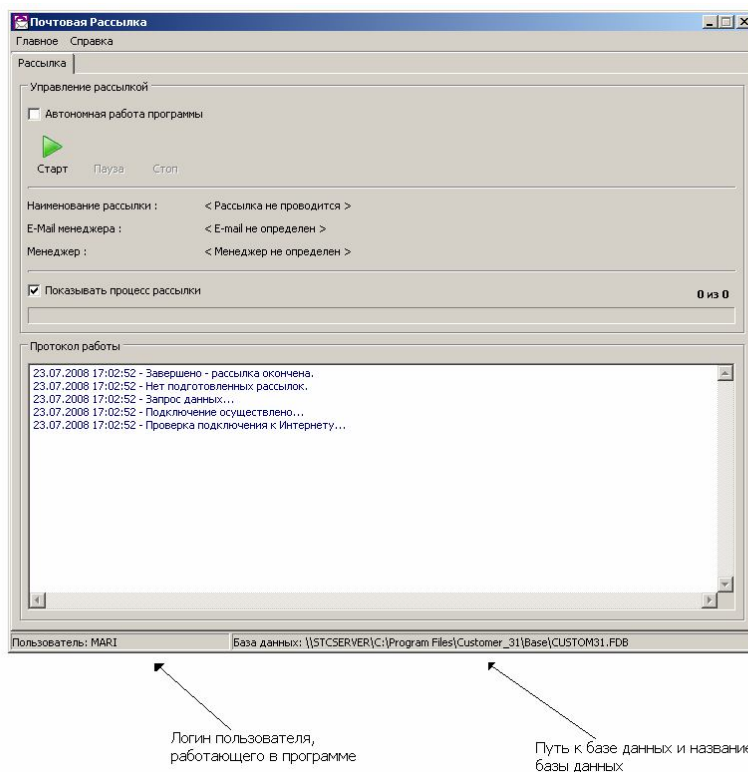 Почтовая Рассылка
Главное Справка
Рассылка
Управление рассылкой
Автономная работа программы
Старт Пауза Стоп
Наименование рассылки : < Рассылка не проводится >
E-Mail менеджера : < E-mail не определен >
Менеджер : < Менеджер не определен >
Показывать процесс рассылки
0 из 0
Протокол работы
23.07.2008 17:02:52 - Завершено - рассылка окончена.
23.07.2008 17:02:52 - Нет подготовленных рассылок.
23.07.2008 17:02:52 - Запрос данных...
23.07.2008 17:02:52 - Подключение осуществлено...
23.07.2008 17:02:52 - Проверка подключения к Интернету...
Пользователь: MARI База данных: \\STCSERVER\C:\Program Files\Customer_31\Base\CUSTOM31.FDB
Логин пользователя,
работающего в программе
Путь к базе данных и название
базы данных